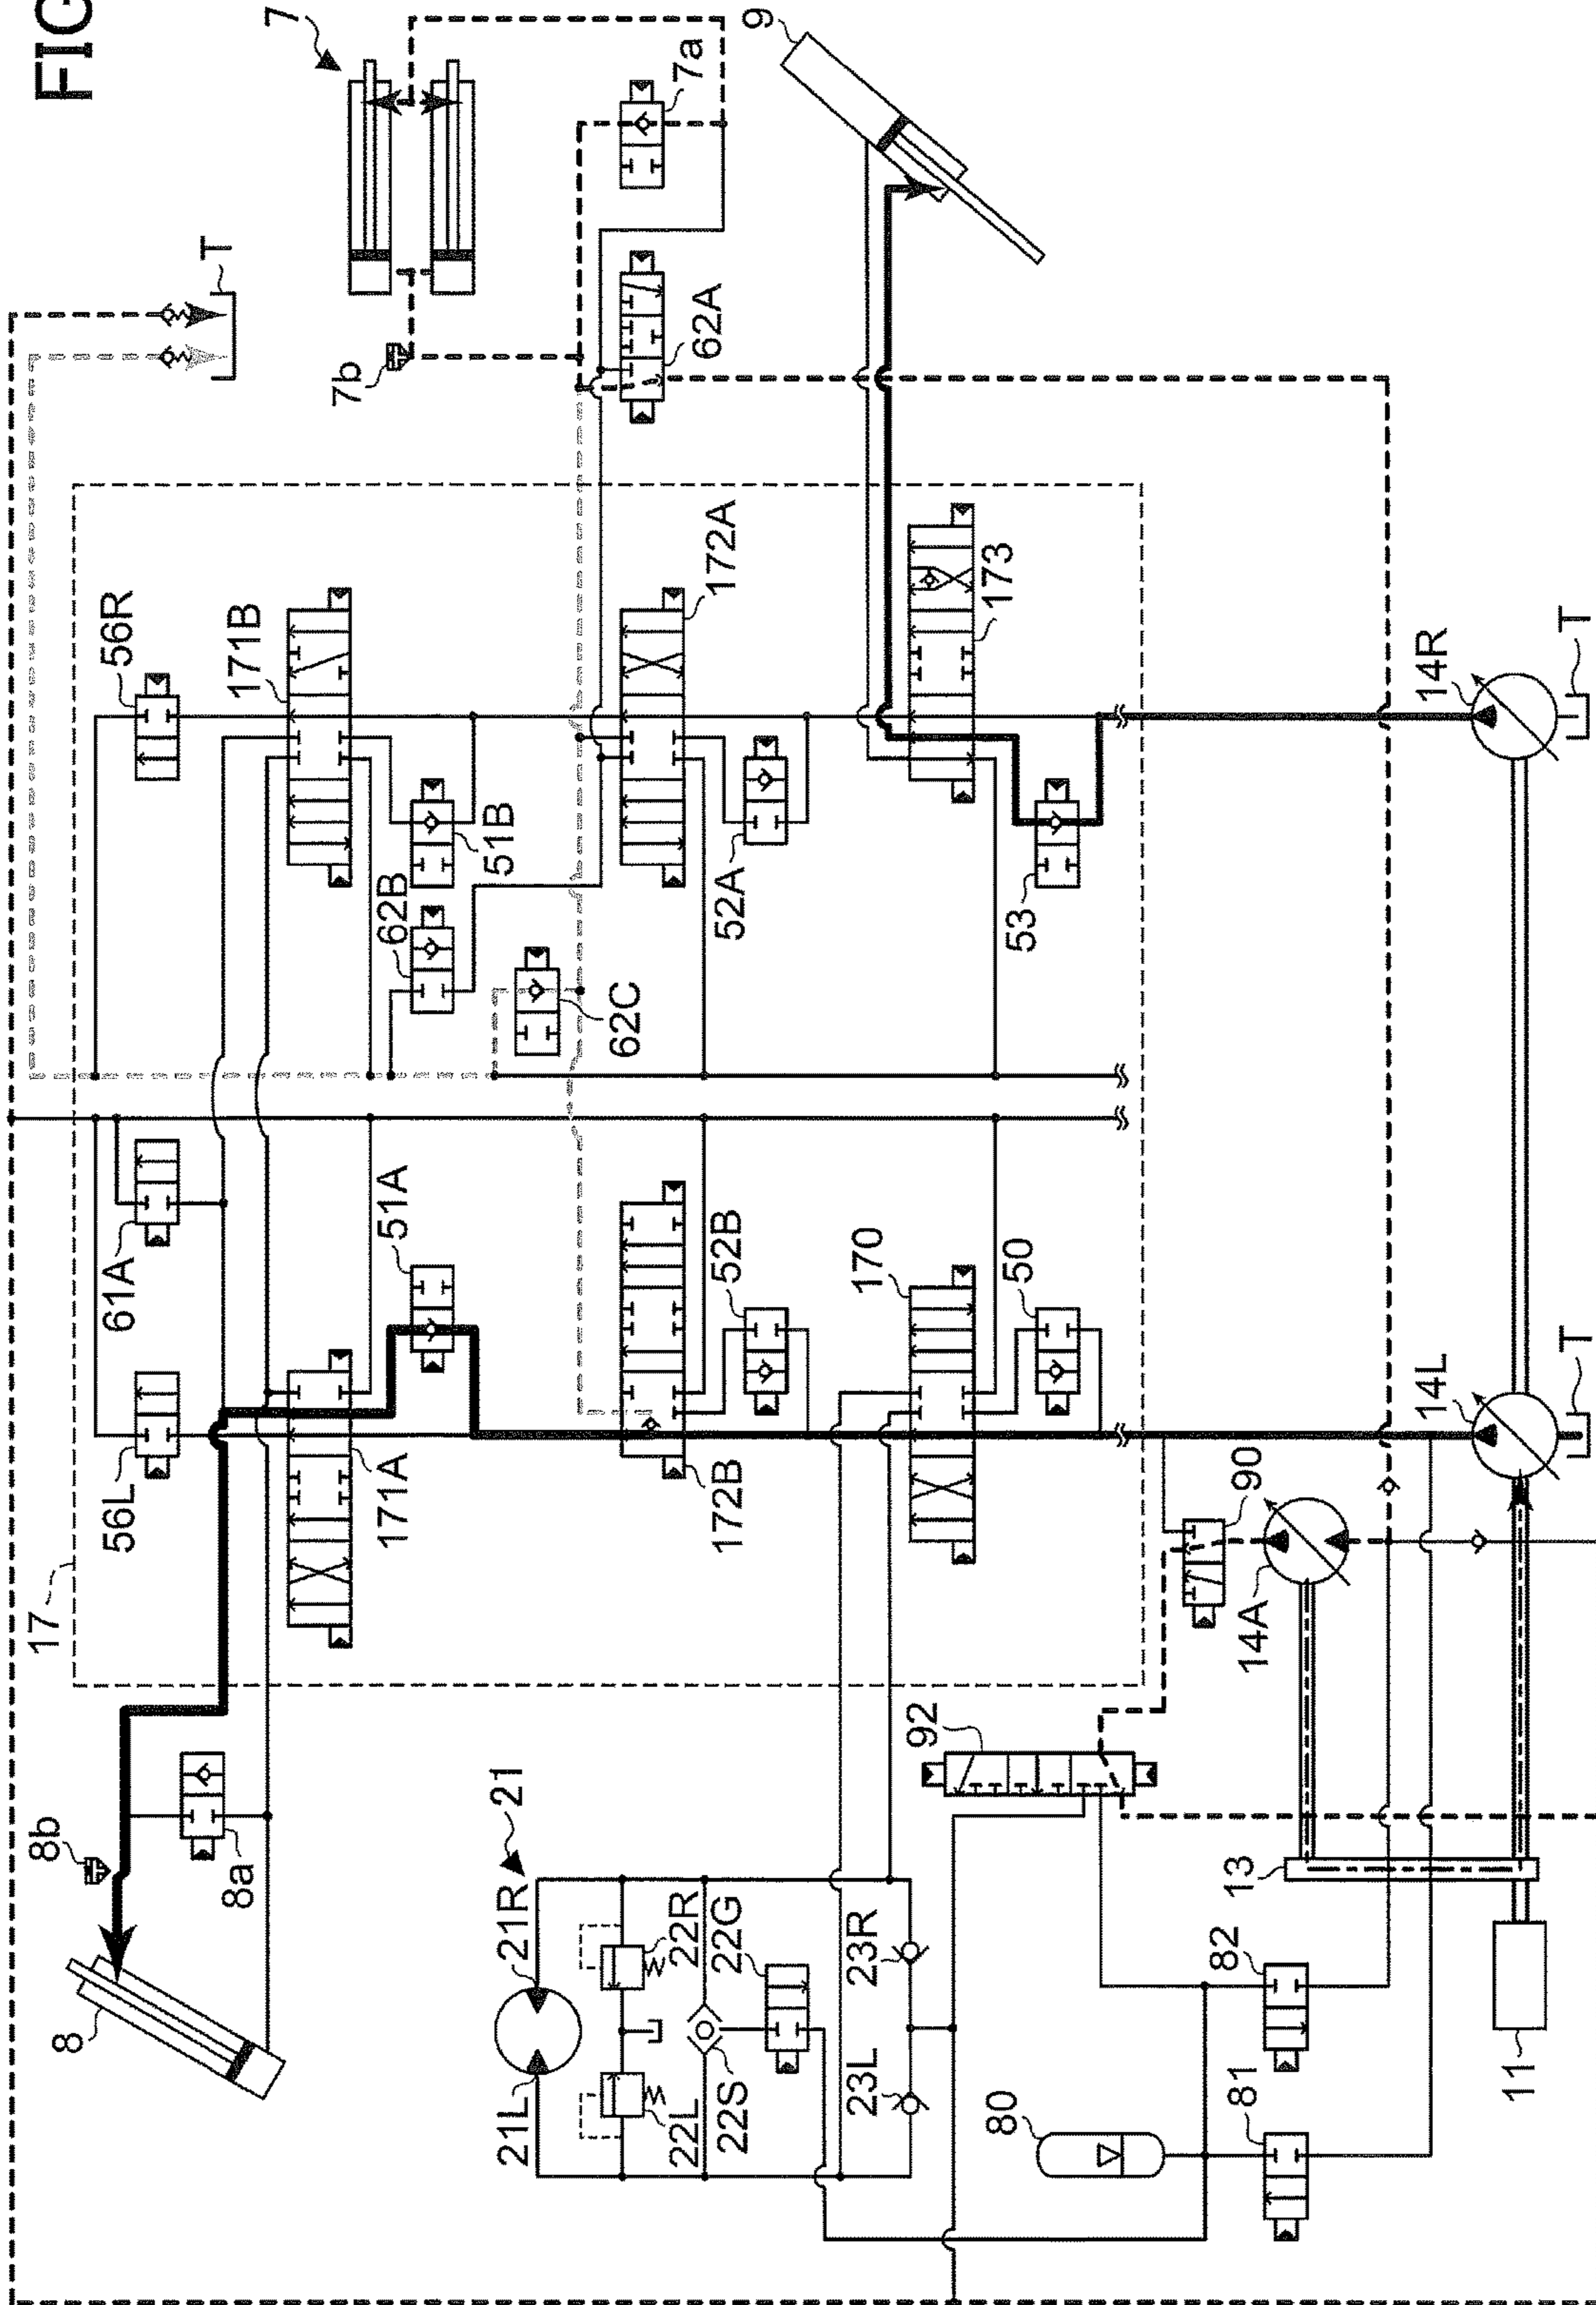 FIG
7
7a
9
T
7b
62A
56R
171B
172A
173
14R
T
51B
62B
52A
53
62C
61A
51A
52B
170
50
14L
T
56L
171A
172B
90
14A
17
92
8b
8a
8
21
21R
22R
22G
23R
13
82
21L
22L
22S
23L
80
81
11